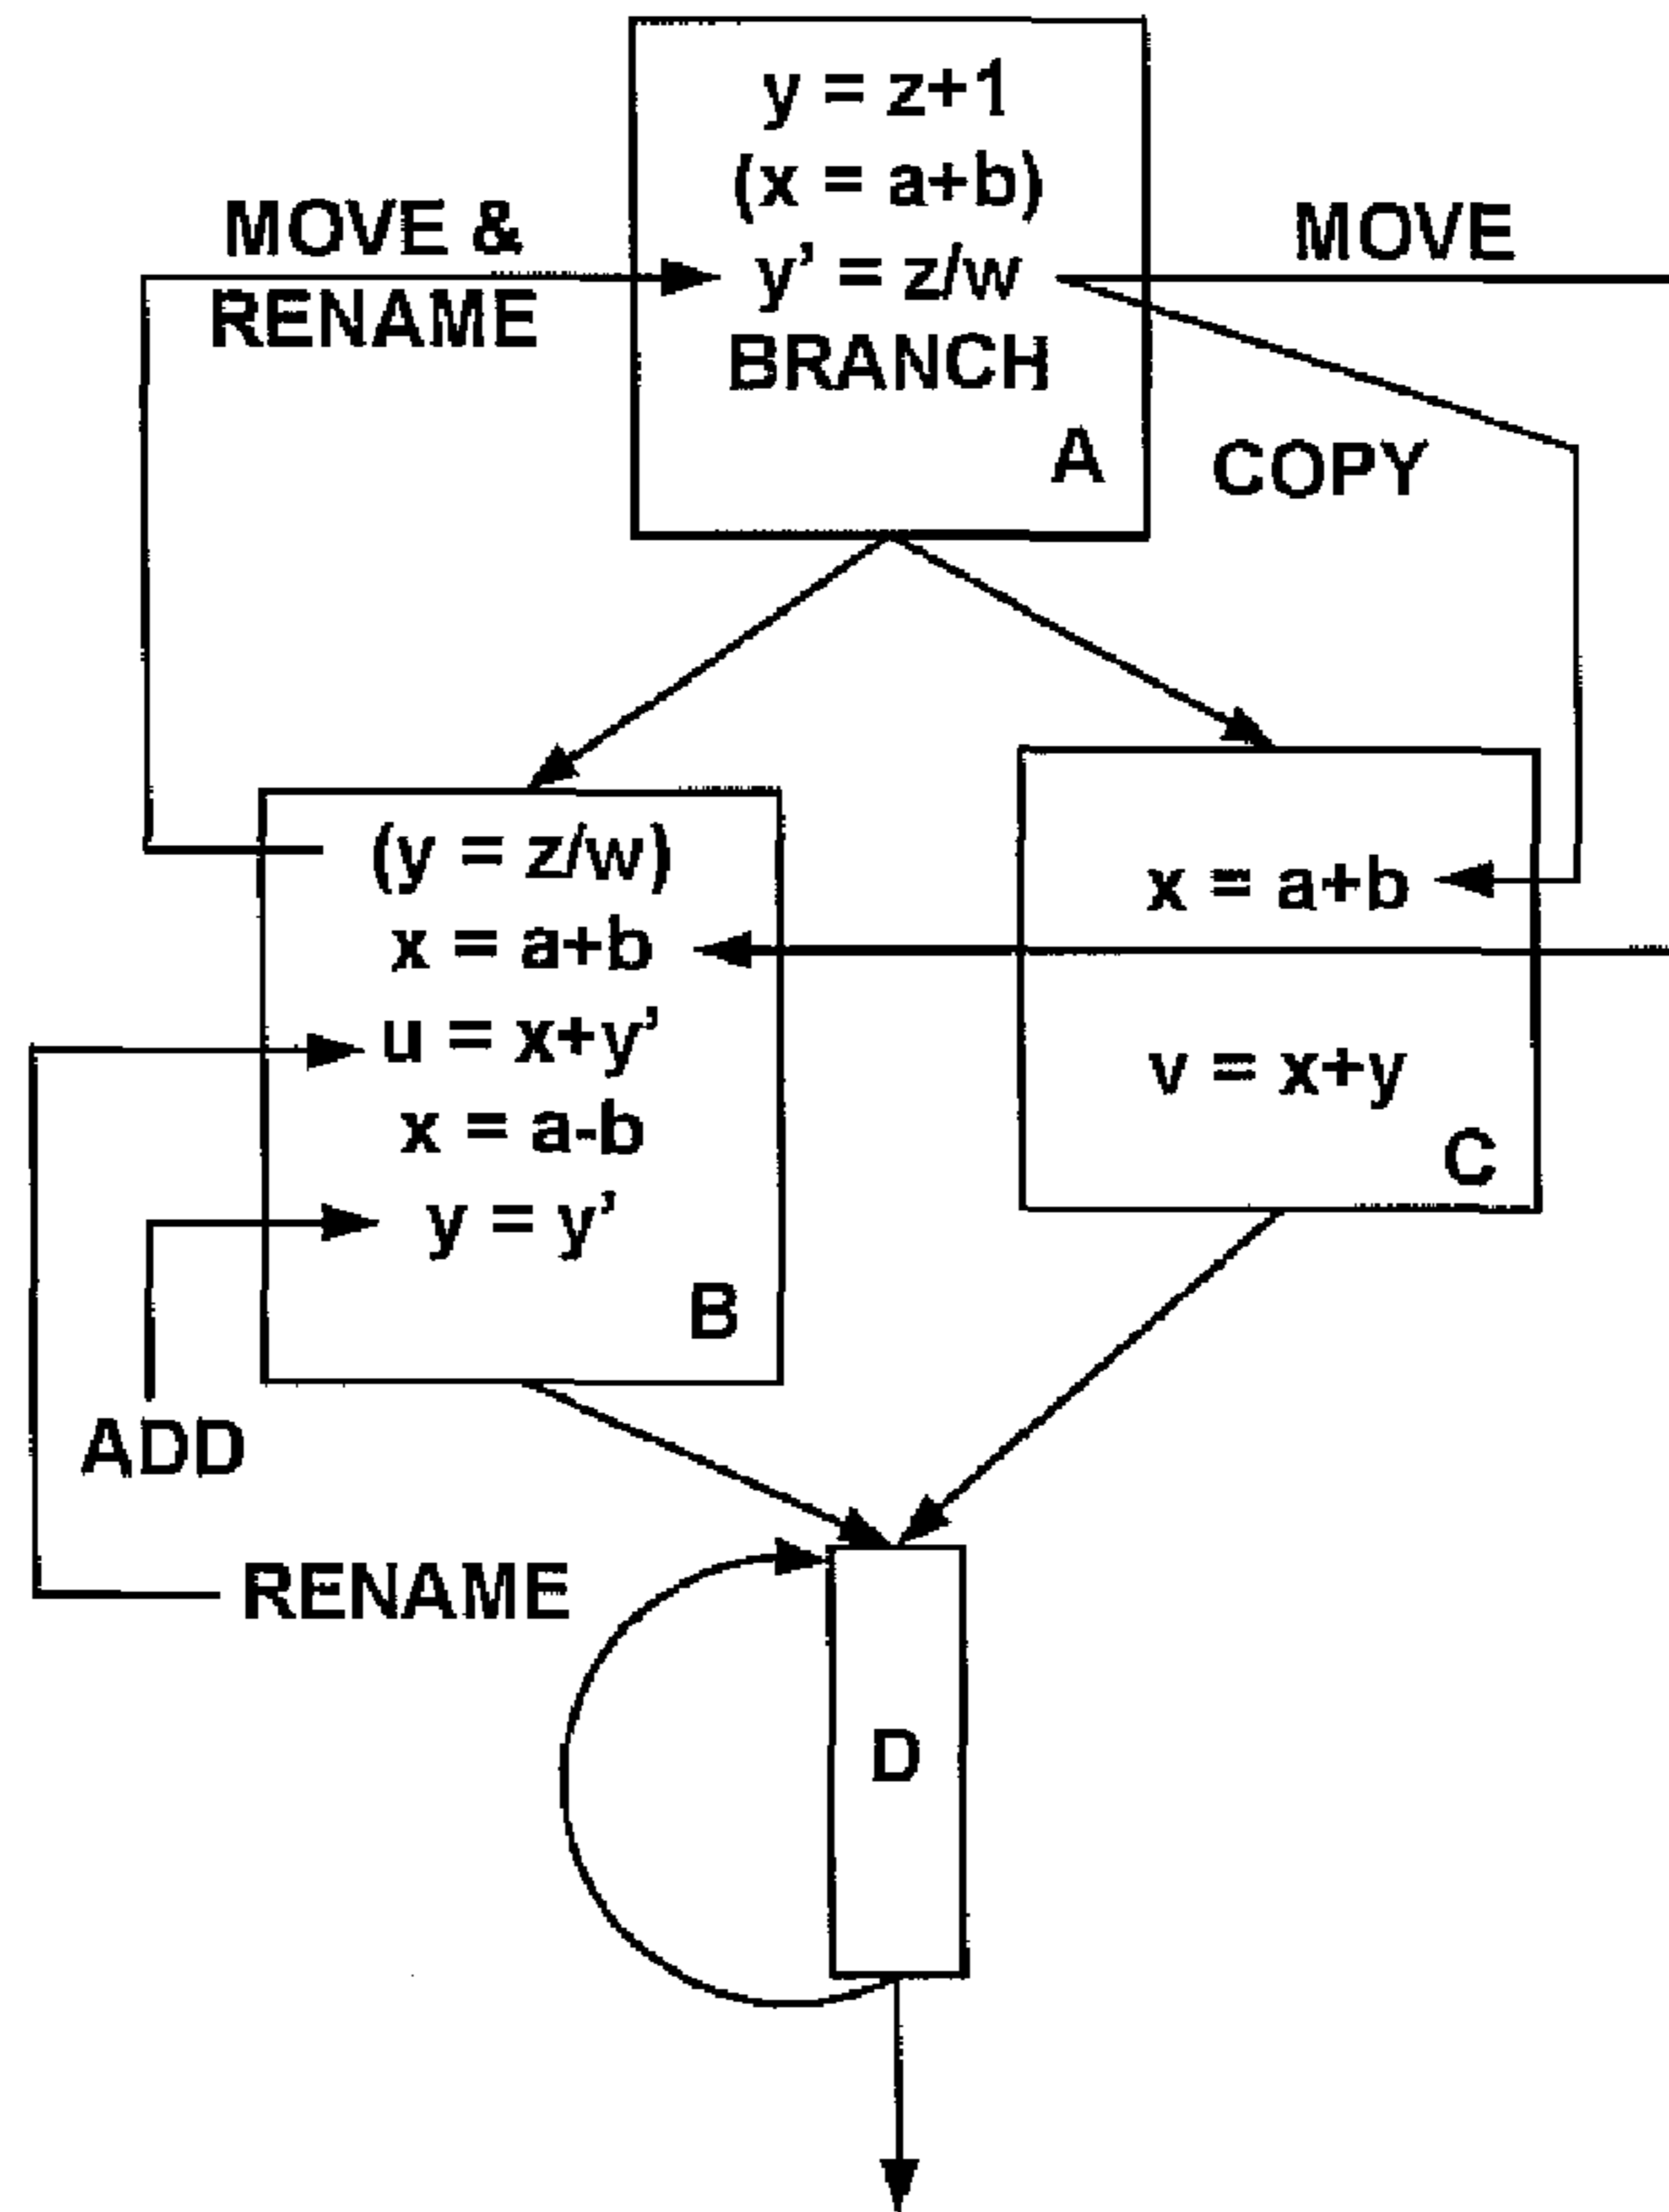 y = z+1
(x = a+b)
y' = z/w
BRANCH
A
MOVE &
RENAME
MOVE
COPY
(y = z/w)
x = a+b
u = x+y'
x = a-b
y = y'
B
x = a+b
v = x+y
C
ADD
RENAME
D